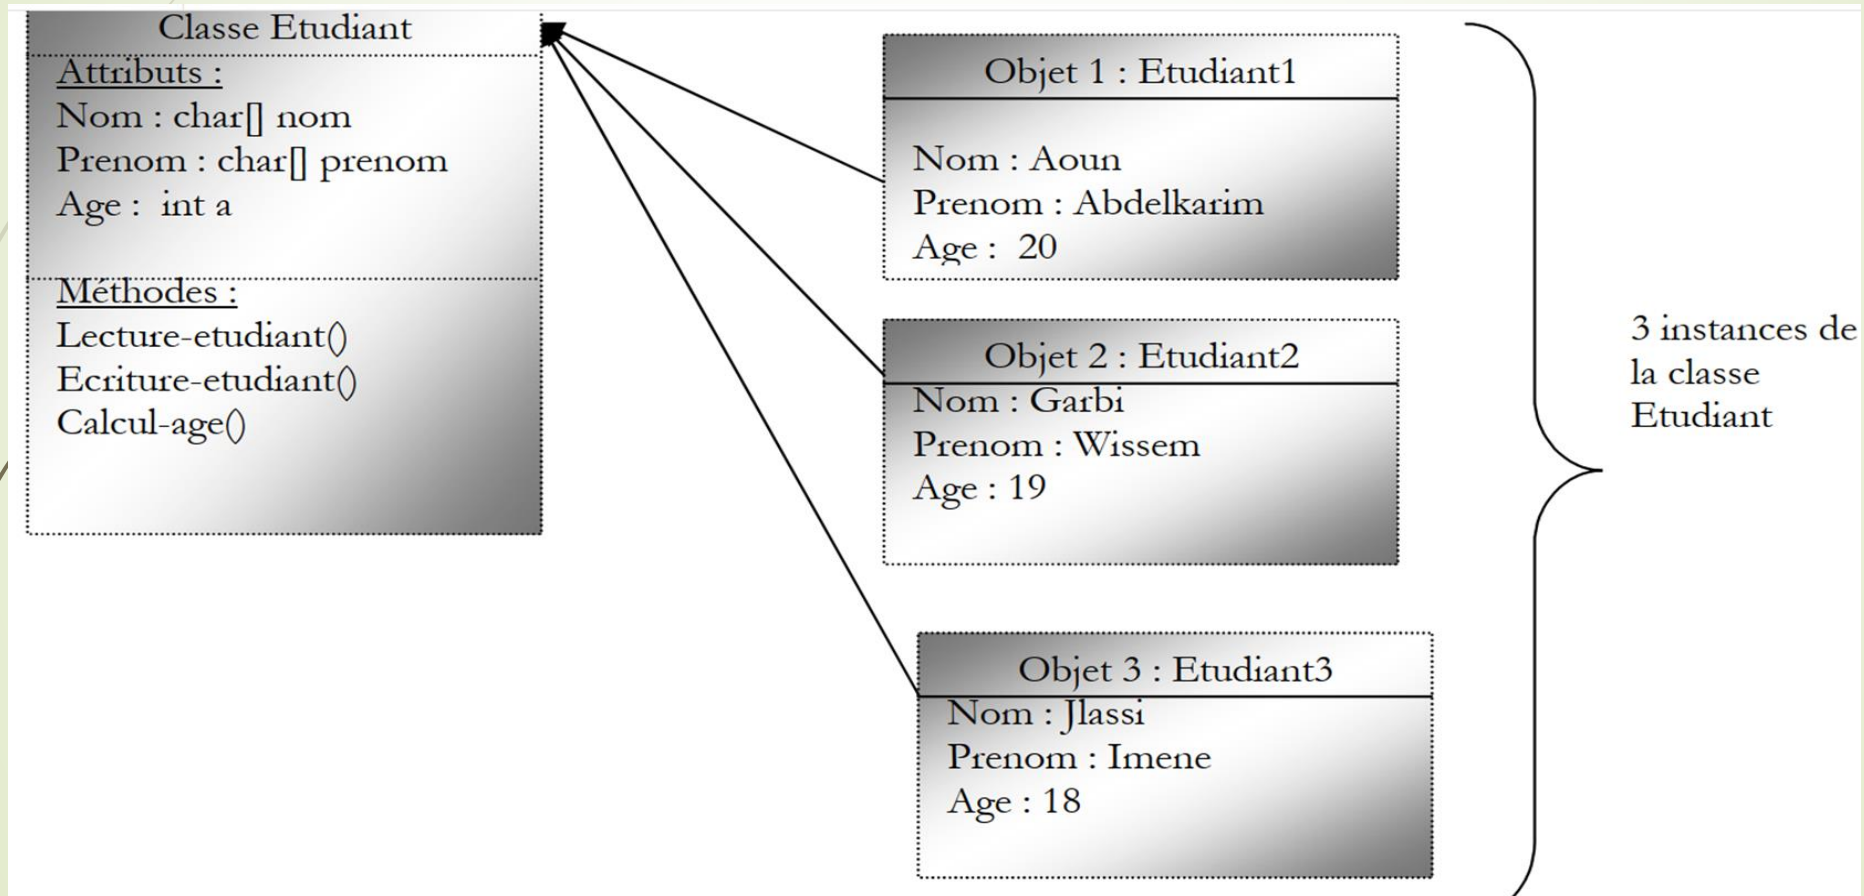 Classe Etudiant
Attributs :
Nom : char[] nom
Prenom : char[] prenom
Age :  int a
Méthodes :
Lecture-etudiant()
Ecriture-etudiant()
Calcul-age()
Objet 1 : Etudiant1
Nom : Aoun
Prenom : Abdelkarim
Age :  20
Objet 2 : Etudiant2
Nom : Garbi
Prenom : Wissem
Age : 19
Objet 3 : Etudiant3
Nom : Jlassi
Prenom : Imene
Age : 18
3 instances de
la classe
Etudiant